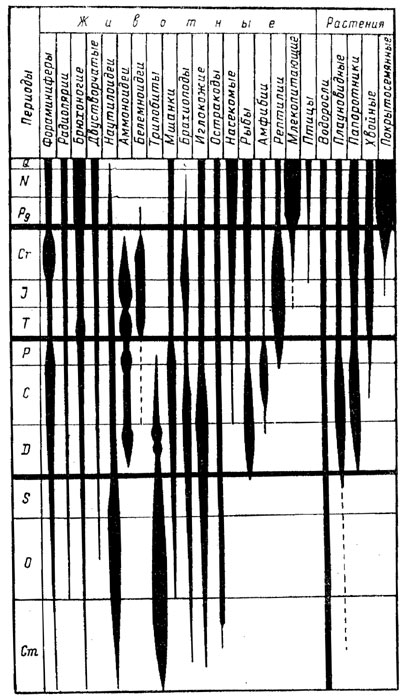 Животные
Растения
Периоды
Фораминиферы
Радиолярии
Брюхоногие
Двустворчатые
Наутилоидеи
Аммоноидеи
Белемноидеи
Трилобиты
Мшанки
Брахиоподы
Иглокожие
Остракоды
Насекомые
Рыбы
Амфибии
Рептилии
Млекопитающие
Птицы
Водоросли
Плауновидные
Папоротники
Хвойные
Покрытосемянные
Q
N
Pg
Cr
J
T
P
C
D
S
O
Cm